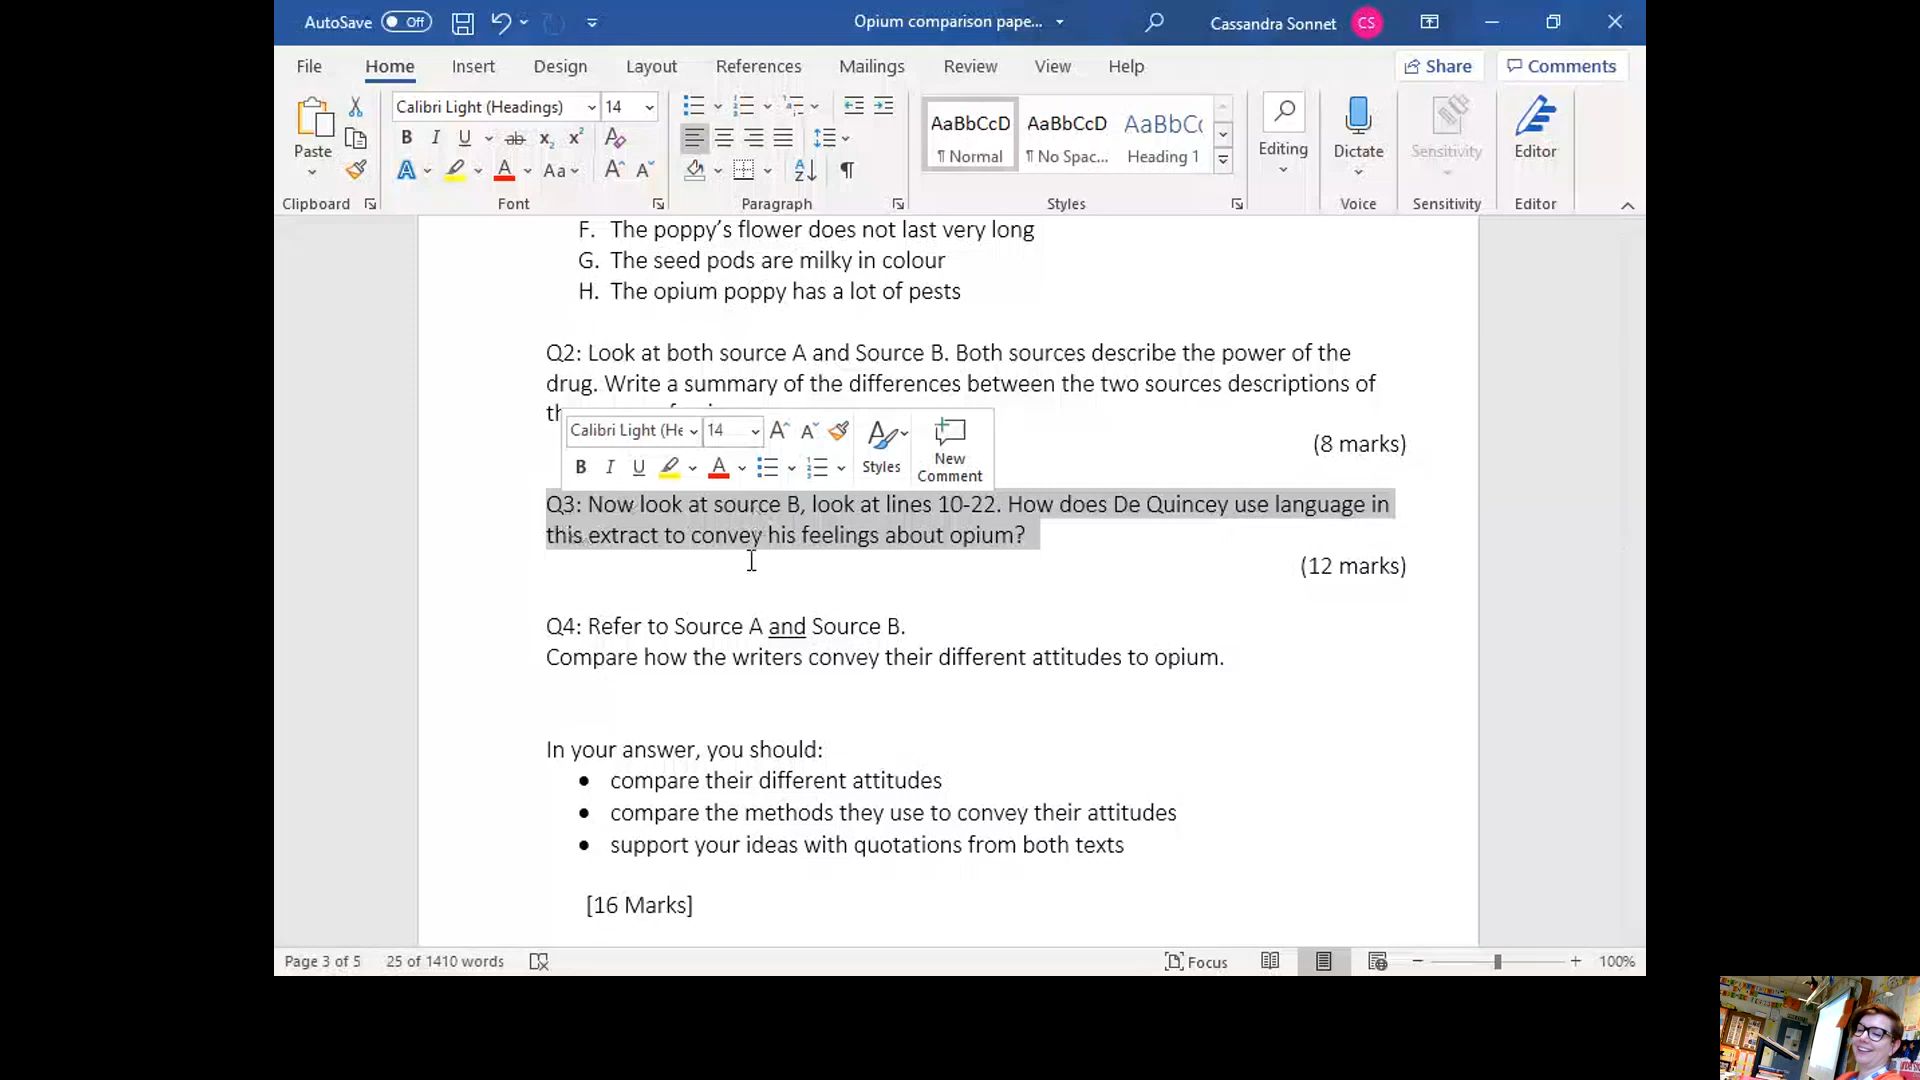 AutoSave Off Opium comparison pape... Cassandra Sonnet CS
File Home Insert Design Layout References Mailings Review View Help Share Comments
Calibri Light (Headings) 14
Paste
AaBbCcD AaBbCcD AaBbCc
¶ Normal ¶ No Spac... Heading 1
Editing Dictate Sensitivity Editor
Clipboard Font Paragraph Styles Voice Sensitivity Editor
F. The poppy’s flower does not last very long
G. The seed pods are milky in colour
H. The opium poppy has a lot of pests
Q2: Look at both source A and Source B. Both sources describe the power of the
drug. Write a summary of the differences between the two sources descriptions of
(8 marks)
Calibri Light (He 14
B I U A Styles New
Comment
Q3: Now look at source B, look at lines 10-22. How does De Quincey use language in
this extract to convey his feelings about opium?
(12 marks)
Q4: Refer to Source A and Source B.
Compare how the writers convey their different attitudes to opium.
In your answer, you should:
• compare their different attitudes
• compare the methods they use to convey their attitudes
• support your ideas with quotations from both texts
[16 Marks]
Page 3 of 5 25 of 1410 words Focus 100%